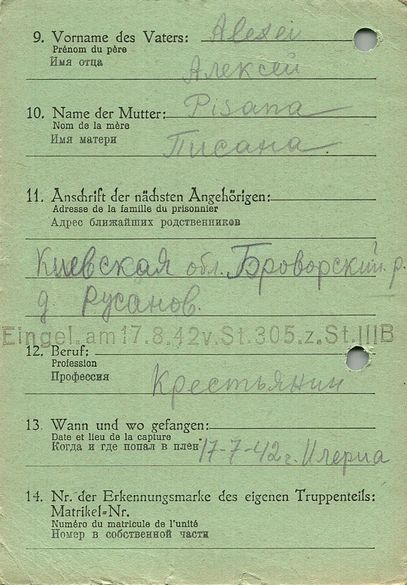 9. Vorname des Vaters: Alexei
Prénom du père
Имя отца Алексей
10. Name der Mutter: Pisana
Nom de la mère
Имя матери Писана
11. Anschrift der nächsten Angehörigen:
Adresse de la famille du prisonnier
Адрес ближайших родственников
Киевская обл. Броворский р.
д Русанов.
Eingel. am 17.8.42 v. St. 305. z. St. III B
12. Beruf:
Profession
Профессия Крестьянин
13. Wann und wo gefangen:
Date et lieu de la capture
Когда и где попал в плен 17-7-42 г.
14. Nr. der Erkennungsmarke des eigenen Truppenteils:
Matrikel-Nr.
Numéro du matricule de l'unité
Номер в собственной части